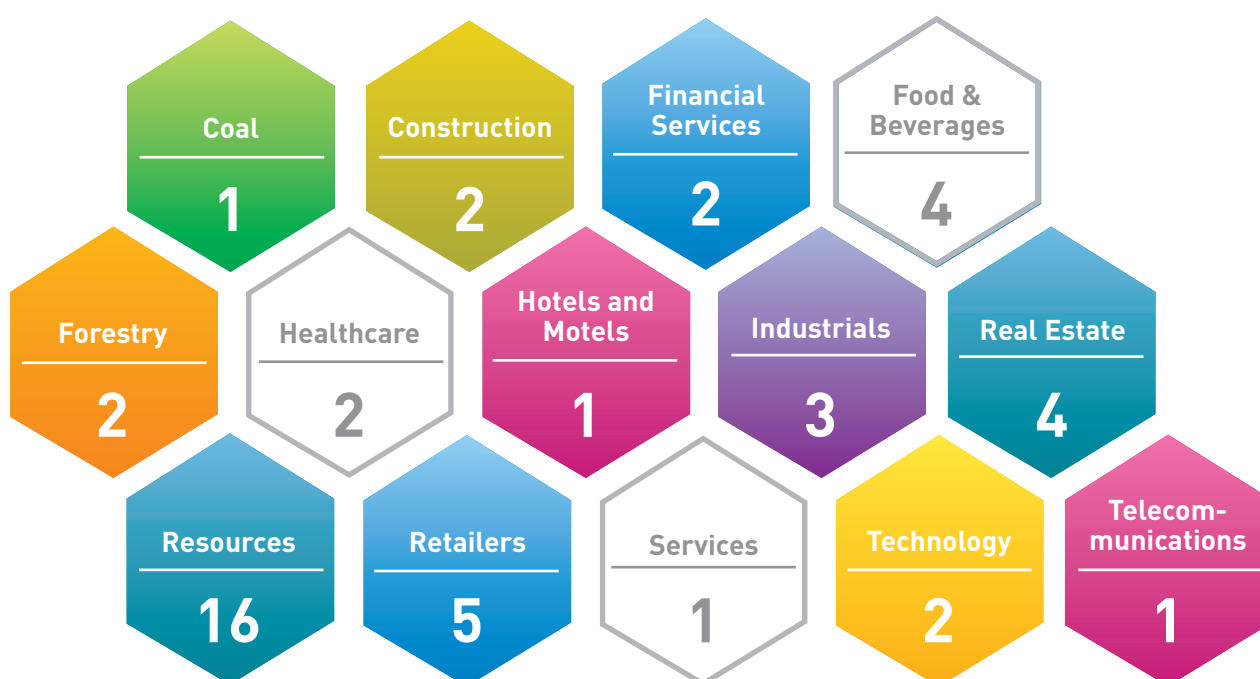 Coal
1
Construction
2
Financial
Services
2
Food &
Beverages
4
Forestry
2
Healthcare
2
Hotels and
Motels
1
Industrials
3
Real Estate
4
Resources
16
Retailers
5
Services
1
Technology
2
Telecom-
munications
1